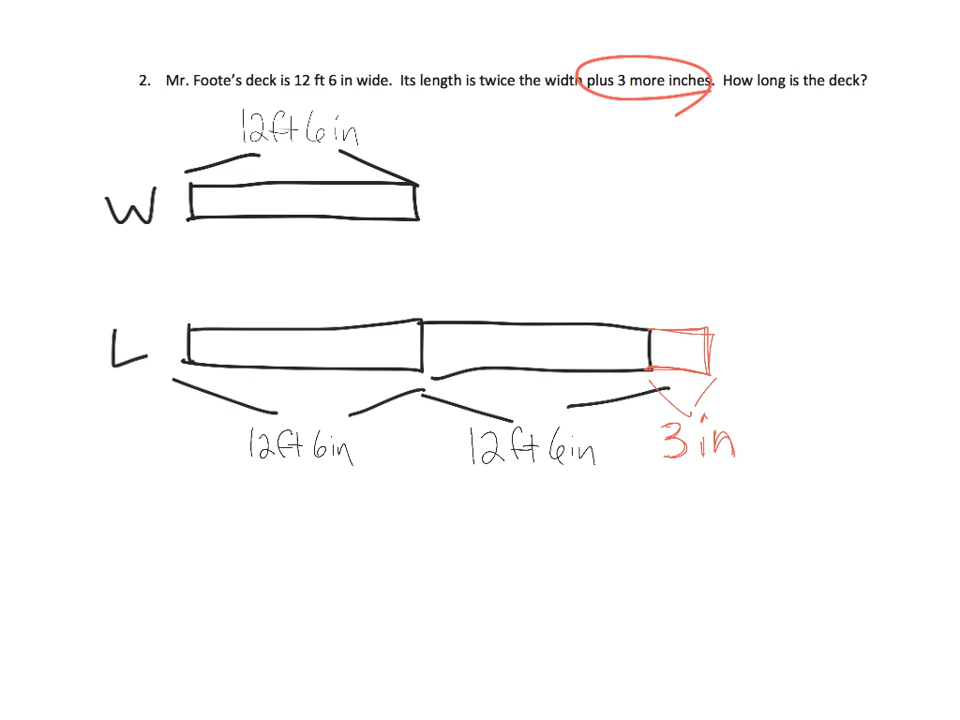 2. Mr. Foote's deck is 12 ft 6 in wide. Its length is twice the width plus 3 more inches. How long is the deck?
12ft 6in
W
L
12ft 6in 12ft 6in 3in